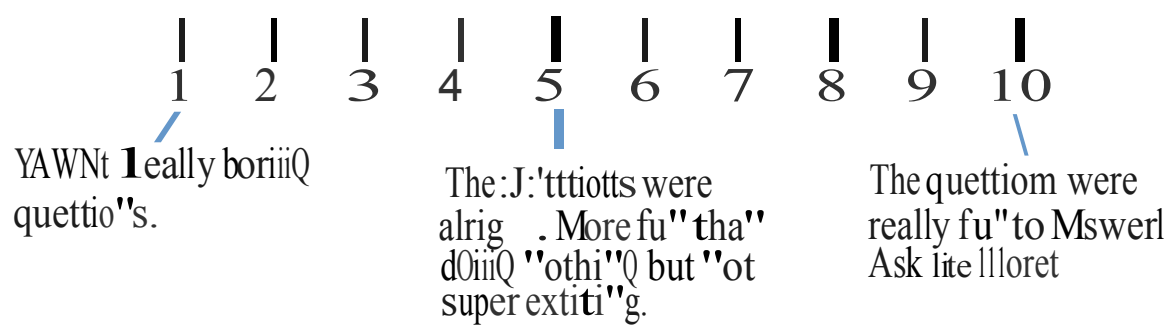 1 2 3 4 5 6 7 8 9 10
YAWNt 1eally boriiiQ
quettio"s.
The:J:'tttiotts were
alrig . More fu" tha"
dOiiiQ "othi"Q but "ot
super extiti"g.
The quettiom were
really fu" to Mswerl
Ask lite llloret